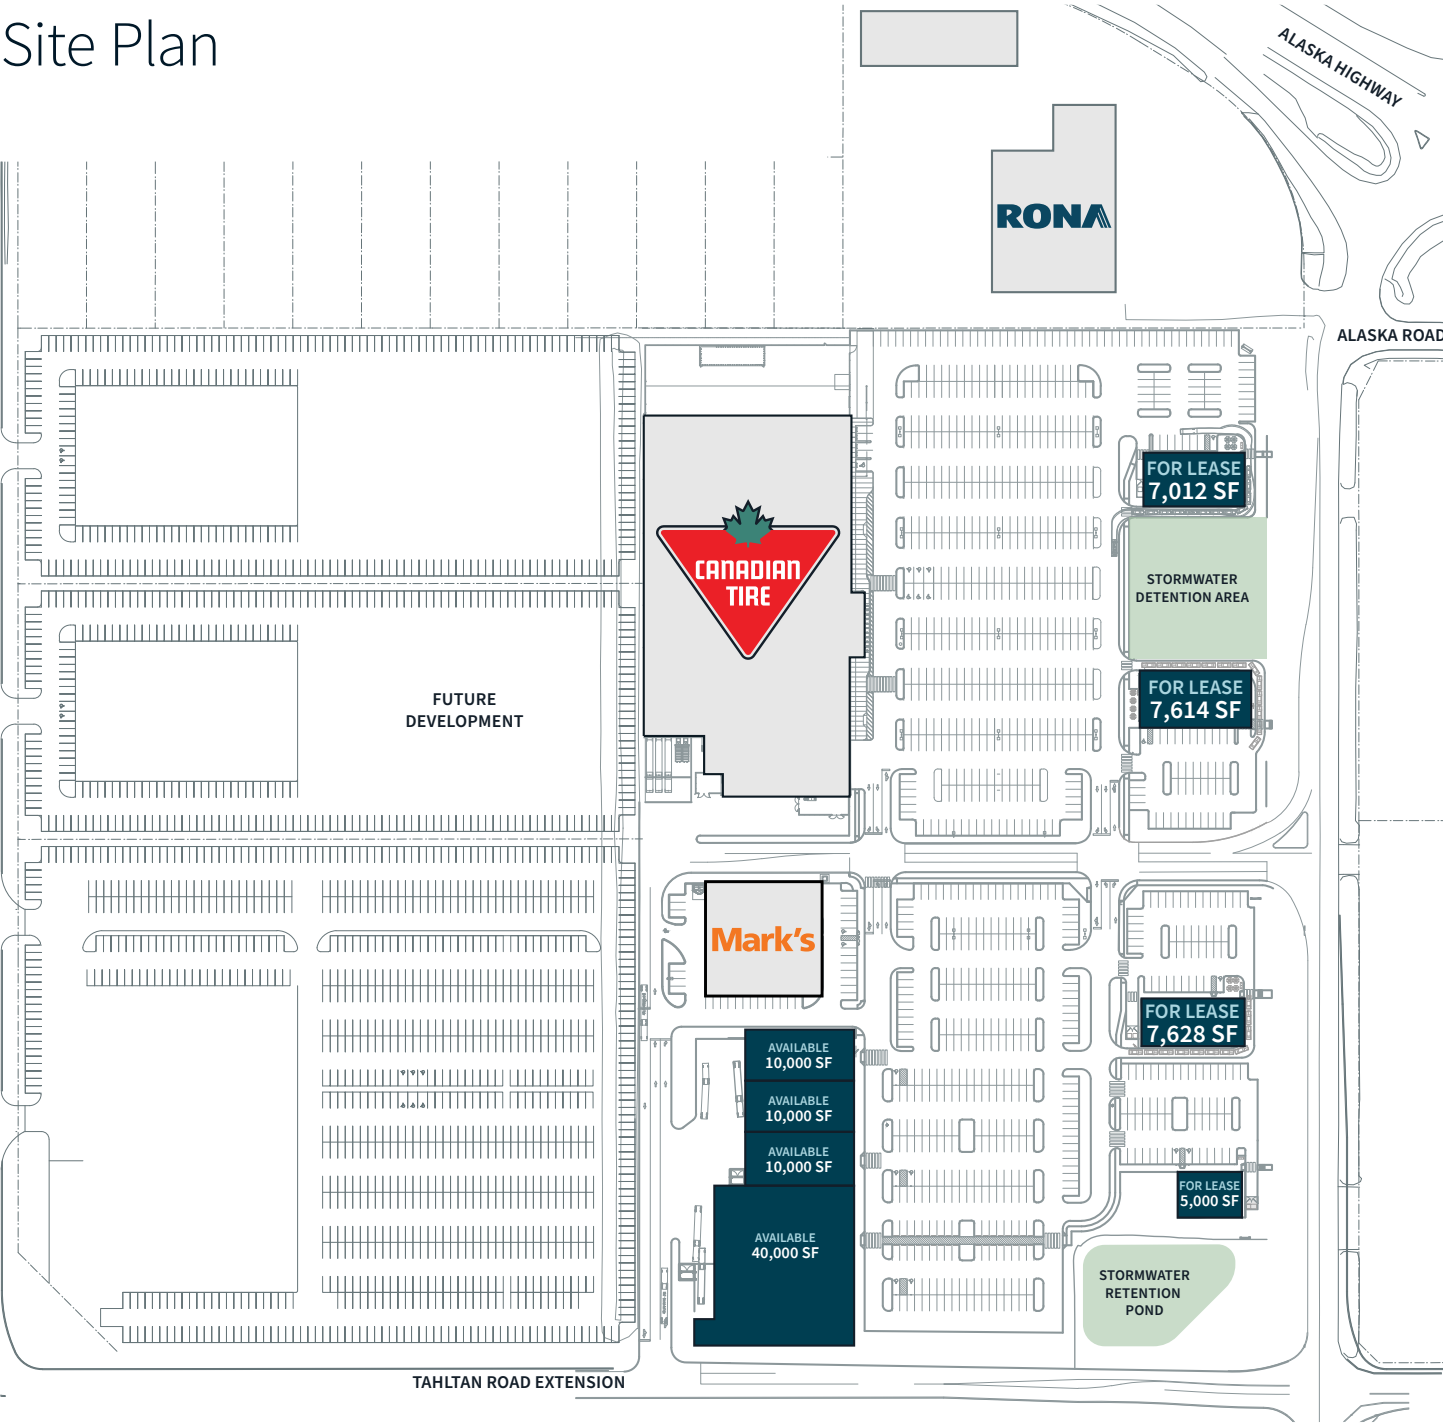 Site Plan
ALASKA HIGHWAY
RONA
ALASKA ROAD
FOR LEASE
7,012 SF
CANADIAN
TIRE
STORMWATER
DETENTION AREA
FOR LEASE
7,614 SF
FUTURE
DEVELOPMENT
Mark's
FOR LEASE
7,628 SF
AVAILABLE
10,000 SF
AVAILABLE
10,000 SF
AVAILABLE
10,000 SF
FOR LEASE
5,000 SF
AVAILABLE
40,000 SF
STORMWATER
RETENTION
POND
TAHLTAN ROAD EXTENSION